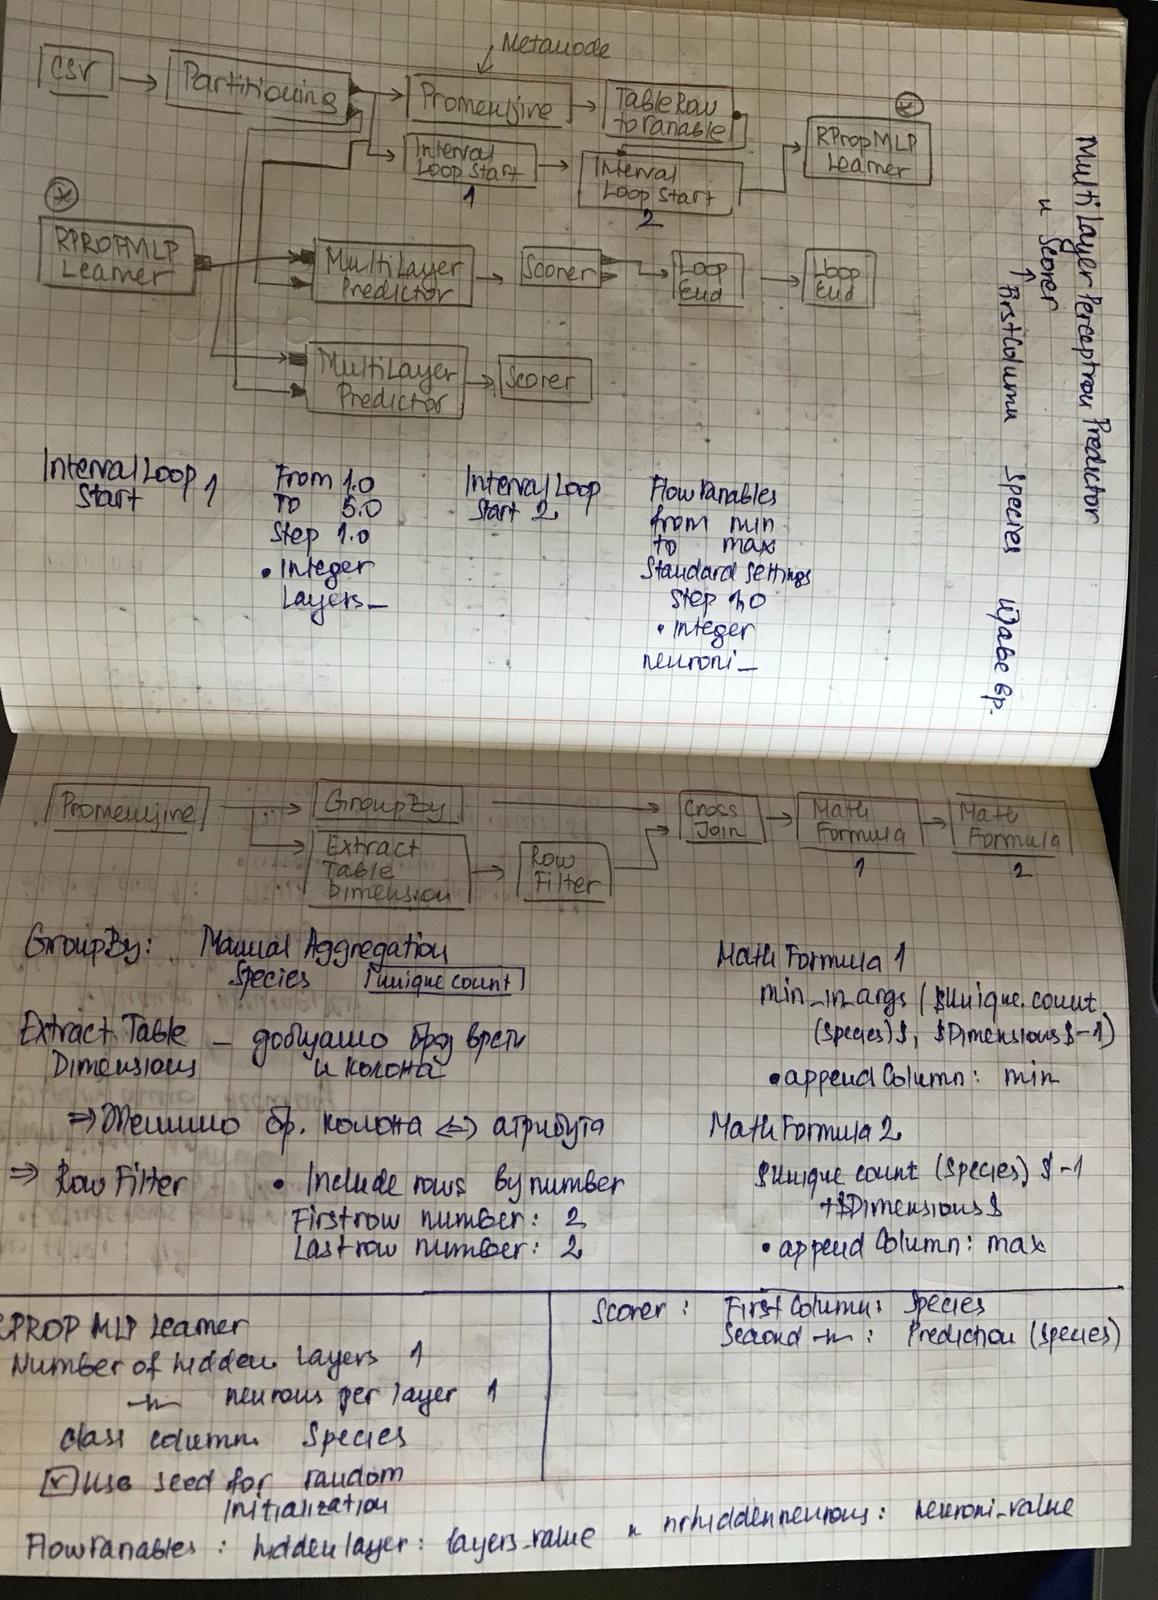 Metanode
CSV
Partitioning
Promenljive
Table Row
to Variable
Interval
Loop Start
1
Interval
Loop Start
2
RPropMLP
Learner
RPROPMLP
Learner
MultiLayer
Predictor
Scorer
Loop
End
Loop
End
MultiLayer
Predictor
Scorer
MultiLayer Perceptron Predictor
и Scorer
↑
First Column Species
Interval Loop
Start 1
From 1.0
To 5.0
Step 1.0
• Integer
Layers_
Interval Loop
Start 2
Flow Variables
from min
to max
Standard Settings
Step 1.0
• Integer
neuroni_
Promenljive
GroupBy
Extract
Table
Dimension
Row
Filter
Cross
Join
Math
Formula
1
Math
Formula
2
GroupBy: Manual Aggregation
Species unique count
Extract Table – добијамо број врсти
Dimensions и колона
⇒ Желимо бр. колона ⇔ атрибута
⇒ Row Filter • Include rows by number
First row number: 2
Last row number: 2
Math Formula 1
min_in_args ($Unique count
(Species)$, $Dimensions$-1)
• append Column: min
Math Formula 2
$Unique count (Species)$ -1
+$Dimensions$
• append Column: max
RPROP MLP Learner
Number of hidden layers 1
-||- neurons per layer 1
class column Species
Use seed for random
initialization
Flow Variables: hidden layer: layers_value и nrhiddenneurons: neuroni_value
Scorer: First Column: Species
Second -||-: Prediction (Species)